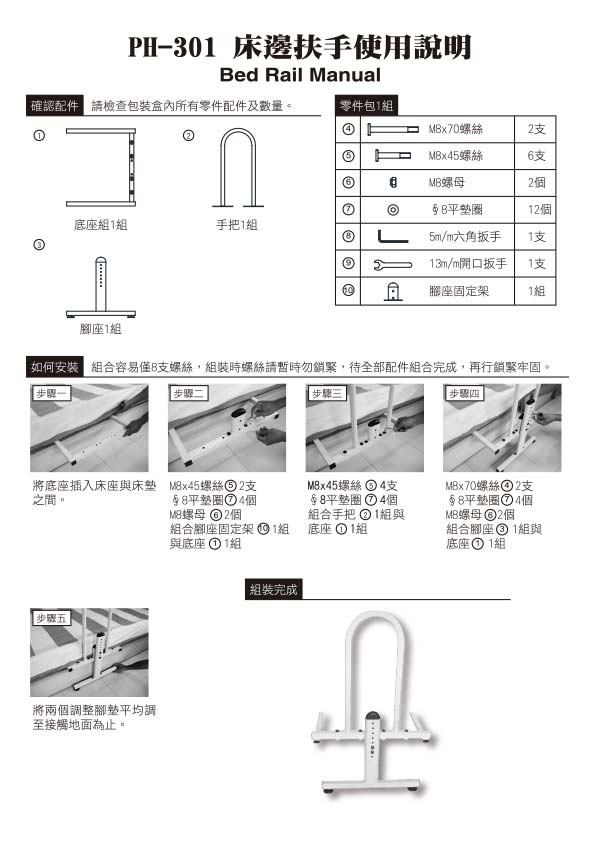 PH-301 床邊扶手使用說明
Bed Rail Manual
確認配件 請檢查包裝盒內所有零件配件及數量。
① ②
底座組1組 手把1組
③
腳座1組
零件包1組
④ M8x70螺絲 2支
⑤ M8x45螺絲 6支
⑥ M8螺母 2個
⑦ §8平墊圈 12個
⑧ 5m/m六角扳手 1支
⑨ 13m/m開口扳手 1支
⑩ 腳座固定架 1組
如何安裝 組合容易僅8支螺絲，組裝時螺絲請暫時勿鎖緊，待全部配件組合完成，再行鎖緊牢固。
步驟一
將底座插入床座與床墊
之間。
步驟二
M8x45螺絲⑤2支
§8平墊圈⑦4個
M8螺母⑥2個
組合腳座固定架⑩1組
與底座①1組
步驟三
M8x45螺絲⑤4支
§8平墊圈⑦4個
組合手把②1組與
底座①1組
步驟四
M8x70螺絲④2支
§8平墊圈⑦4個
M8螺母⑥2個
組合腳座③1組與
底座①1組
步驟五
將兩個調整腳墊平均調
至接觸地面為止。
組裝完成